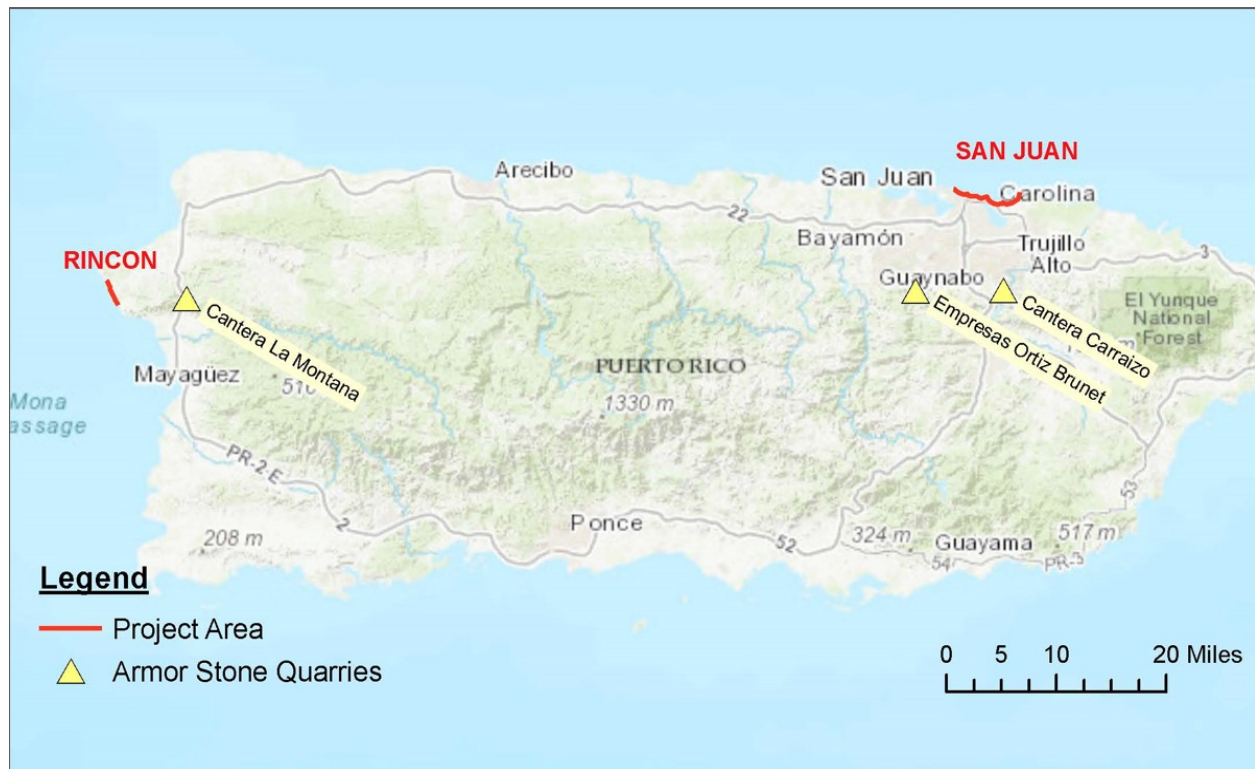 SAN JUAN
Arecibo
San Juan
Carolina
22
Bayamón
Trujillo
Alto
3
RINCON
Guaynabo
El Yunque
National
Forest
m
Cantera La Montana
Empresas Ortiz Brunet
Cantera Carraizo
PUERTO RICO
Mayagüez
510
1330 m
Mona
assage
PR-2 E
53
208 m
2
Ponce
52
324 m
Guayama
517 m
54
PR-3
Legend
Project Area
Armor Stone Quarries
0 5 10 20 Miles